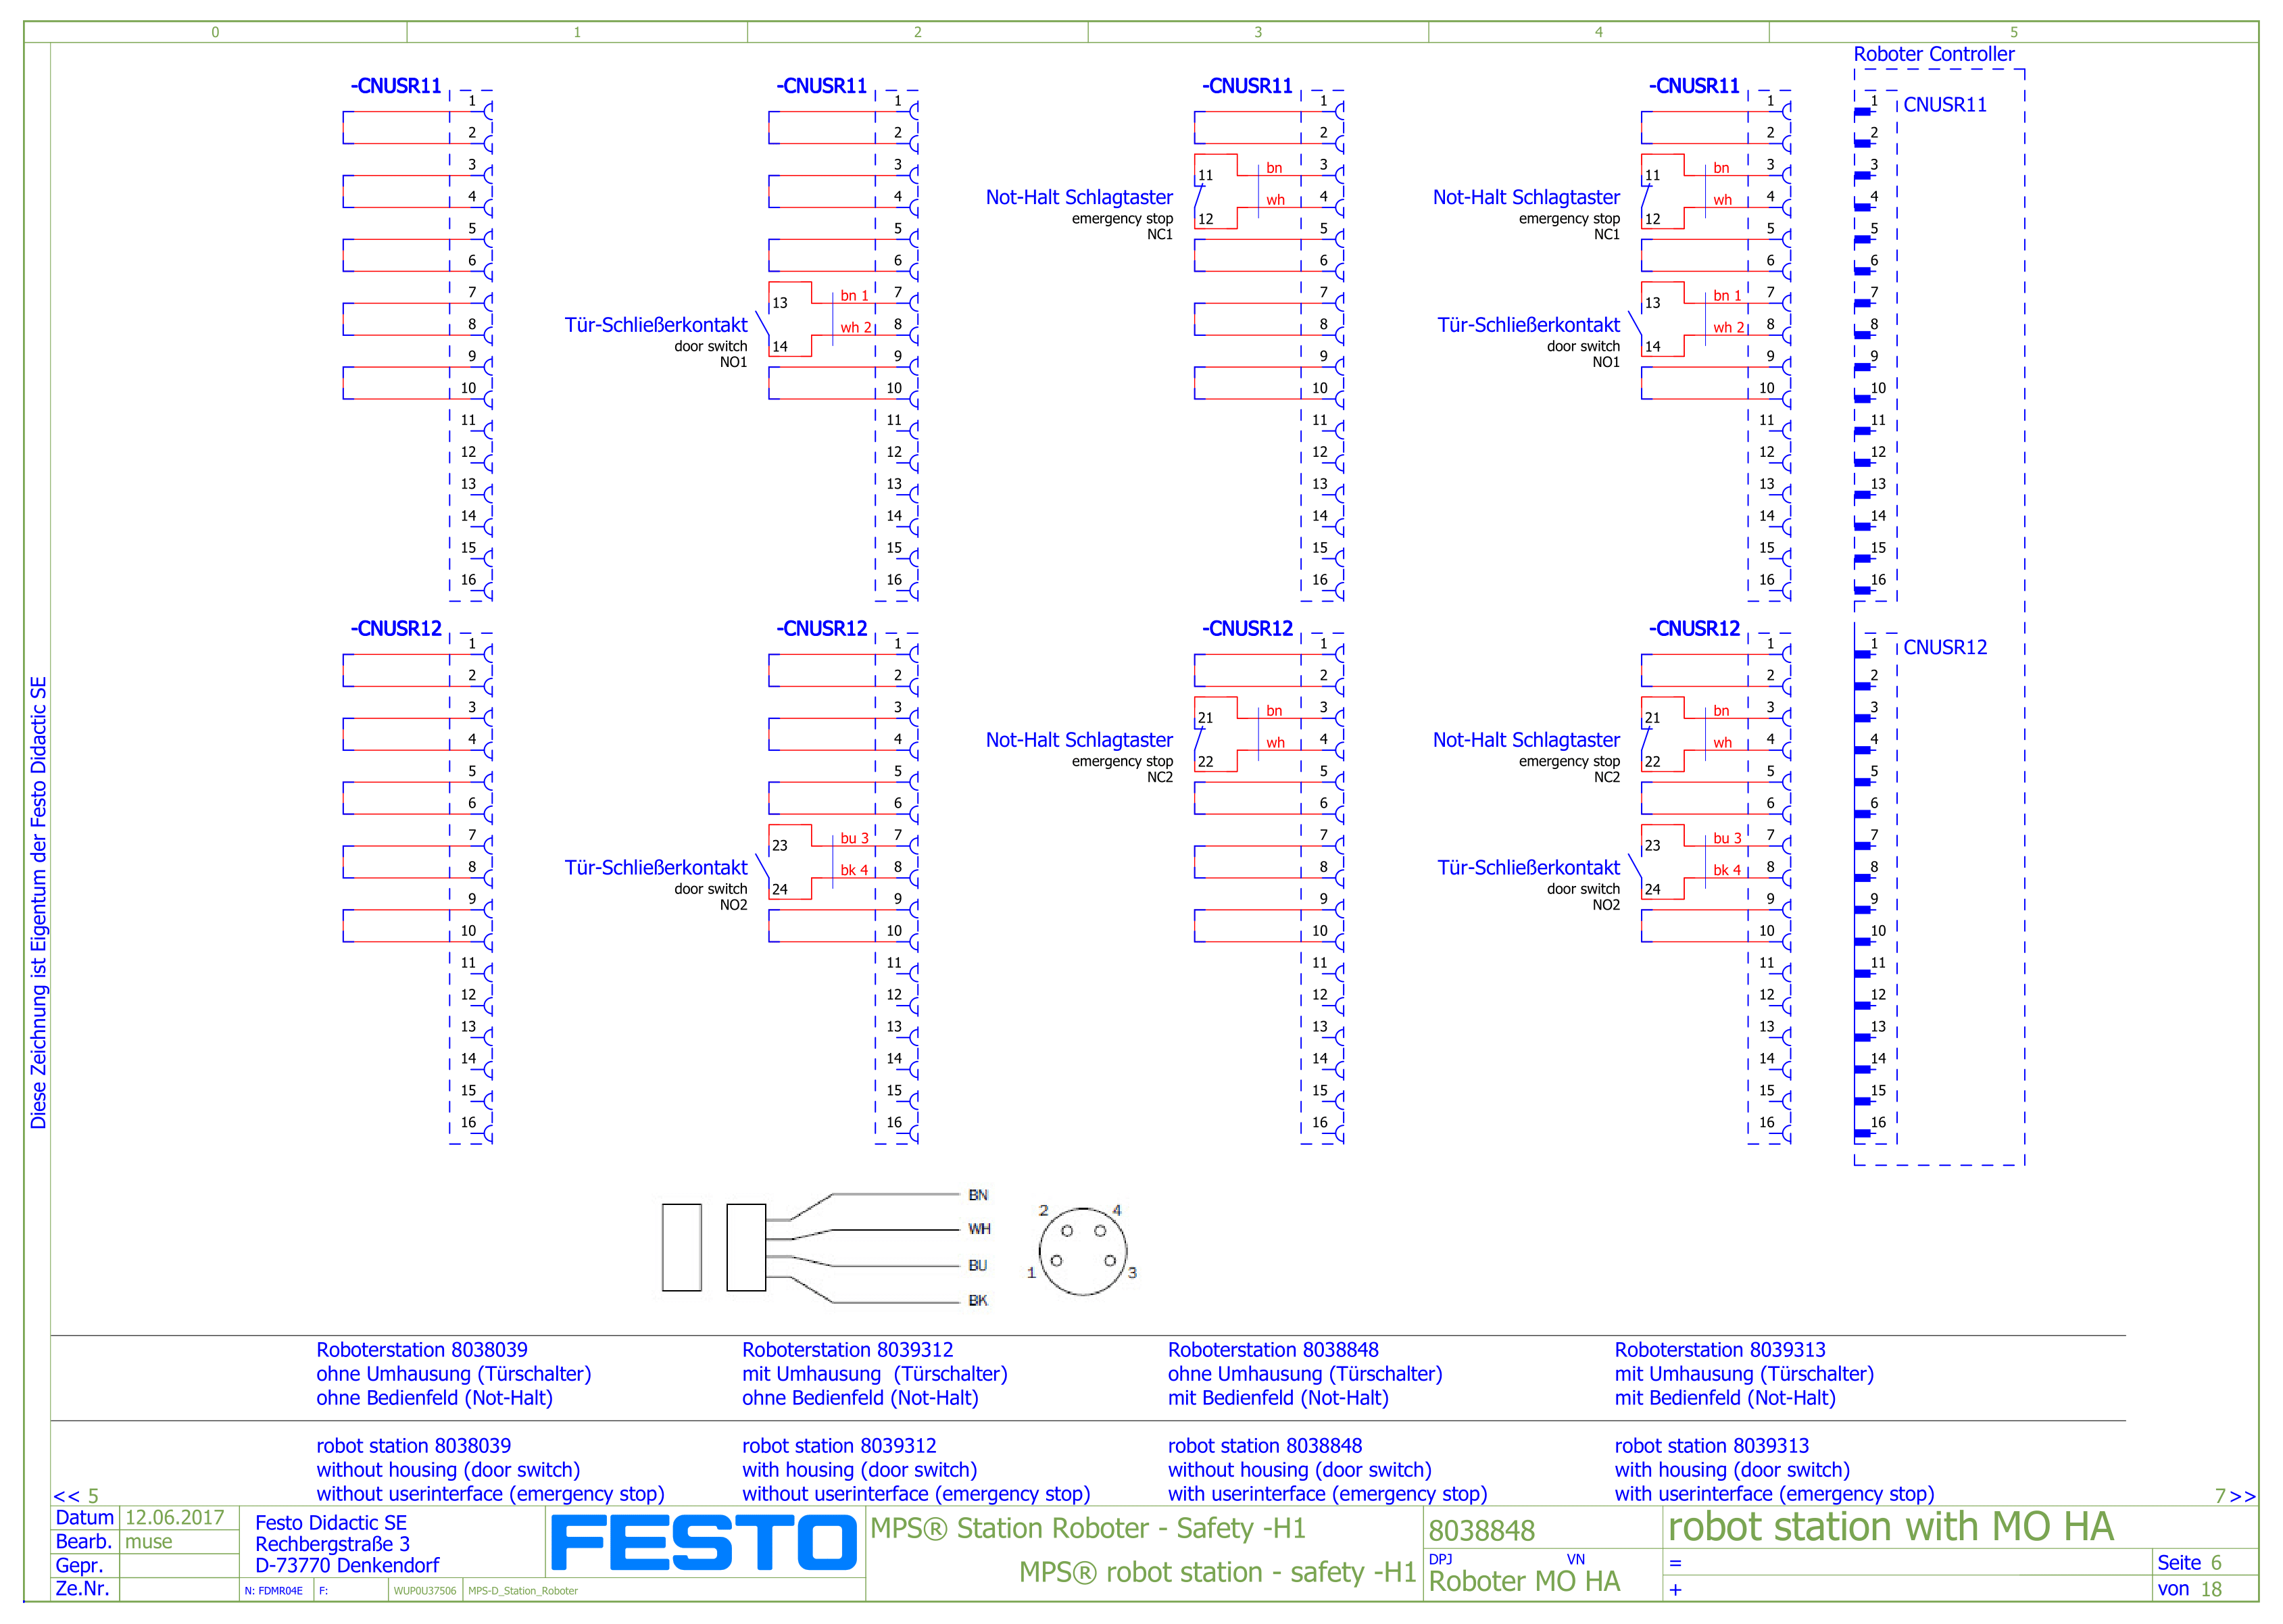 0 1 2 3 4 5
Roboter Controller
-CNUSR11
1
2
3
4
5
6
7
8
9
10
11
12
13
14
15
16
-CNUSR11
1
2
3
4
5
6
7
8
9
10
11
12
13
14
15
16
Tür-Schließerkontakt
door switch
NO1
13
14
bn 1
wh 2
-CNUSR11
1
2
3
4
5
6
7
8
9
10
11
12
13
14
15
16
Not-Halt Schlagtaster
emergency stop
NC1
11
12
bn
wh
-CNUSR11
1
2
3
4
5
6
7
8
9
10
11
12
13
14
15
16
Not-Halt Schlagtaster
emergency stop
NC1
11
12
bn
wh
Tür-Schließerkontakt
door switch
NO1
13
14
bn 1
wh 2
CNUSR11
1
2
3
4
5
6
7
8
9
10
11
12
13
14
15
16
-CNUSR12
1
2
3
4
5
6
7
8
9
10
11
12
13
14
15
16
-CNUSR12
1
2
3
4
5
6
7
8
9
10
11
12
13
14
15
16
Tür-Schließerkontakt
door switch
NO2
23
24
bu 3
bk 4
-CNUSR12
1
2
3
4
5
6
7
8
9
10
11
12
13
14
15
16
Not-Halt Schlagtaster
emergency stop
NC2
21
22
bn
wh
-CNUSR12
1
2
3
4
5
6
7
8
9
10
11
12
13
14
15
16
Not-Halt Schlagtaster
emergency stop
NC2
21
22
bn
wh
Tür-Schließerkontakt
door switch
NO2
23
24
bu 3
bk 4
CNUSR12
1
2
3
4
5
6
7
8
9
10
11
12
13
14
15
16
Diese Zeichnung ist Eigentum der Festo Didactic SE
BN
WH
BU
BK
2 4
1 3
Roboterstation 8038039
ohne Umhausung (Türschalter)
ohne Bedienfeld (Not-Halt)
Roboterstation 8039312
mit Umhausung (Türschalter)
ohne Bedienfeld (Not-Halt)
Roboterstation 8038848
ohne Umhausung (Türschalter)
mit Bedienfeld (Not-Halt)
Roboterstation 8039313
mit Umhausung (Türschalter)
mit Bedienfeld (Not-Halt)
robot station 8038039
without housing (door switch)
without userinterface (emergency stop)
robot station 8039312
with housing (door switch)
without userinterface (emergency stop)
robot station 8038848
without housing (door switch)
with userinterface (emergency stop)
robot station 8039313
with housing (door switch)
with userinterface (emergency stop)
<< 5
7 >>
Datum 12.06.2017
Bearb. muse
Gepr.
Ze.Nr.
Festo Didactic SE
Rechbergstraße 3
D-73770 Denkendorf
N: FDMR04E F: WUP0U37506 MPS-D_Station_Roboter
FESTO
MPS® Station Roboter - Safety -H1
MPS® robot station - safety -H1
8038848
DPJ VN
Roboter MO HA
robot station with MO HA
=
+
Seite 6
von 18